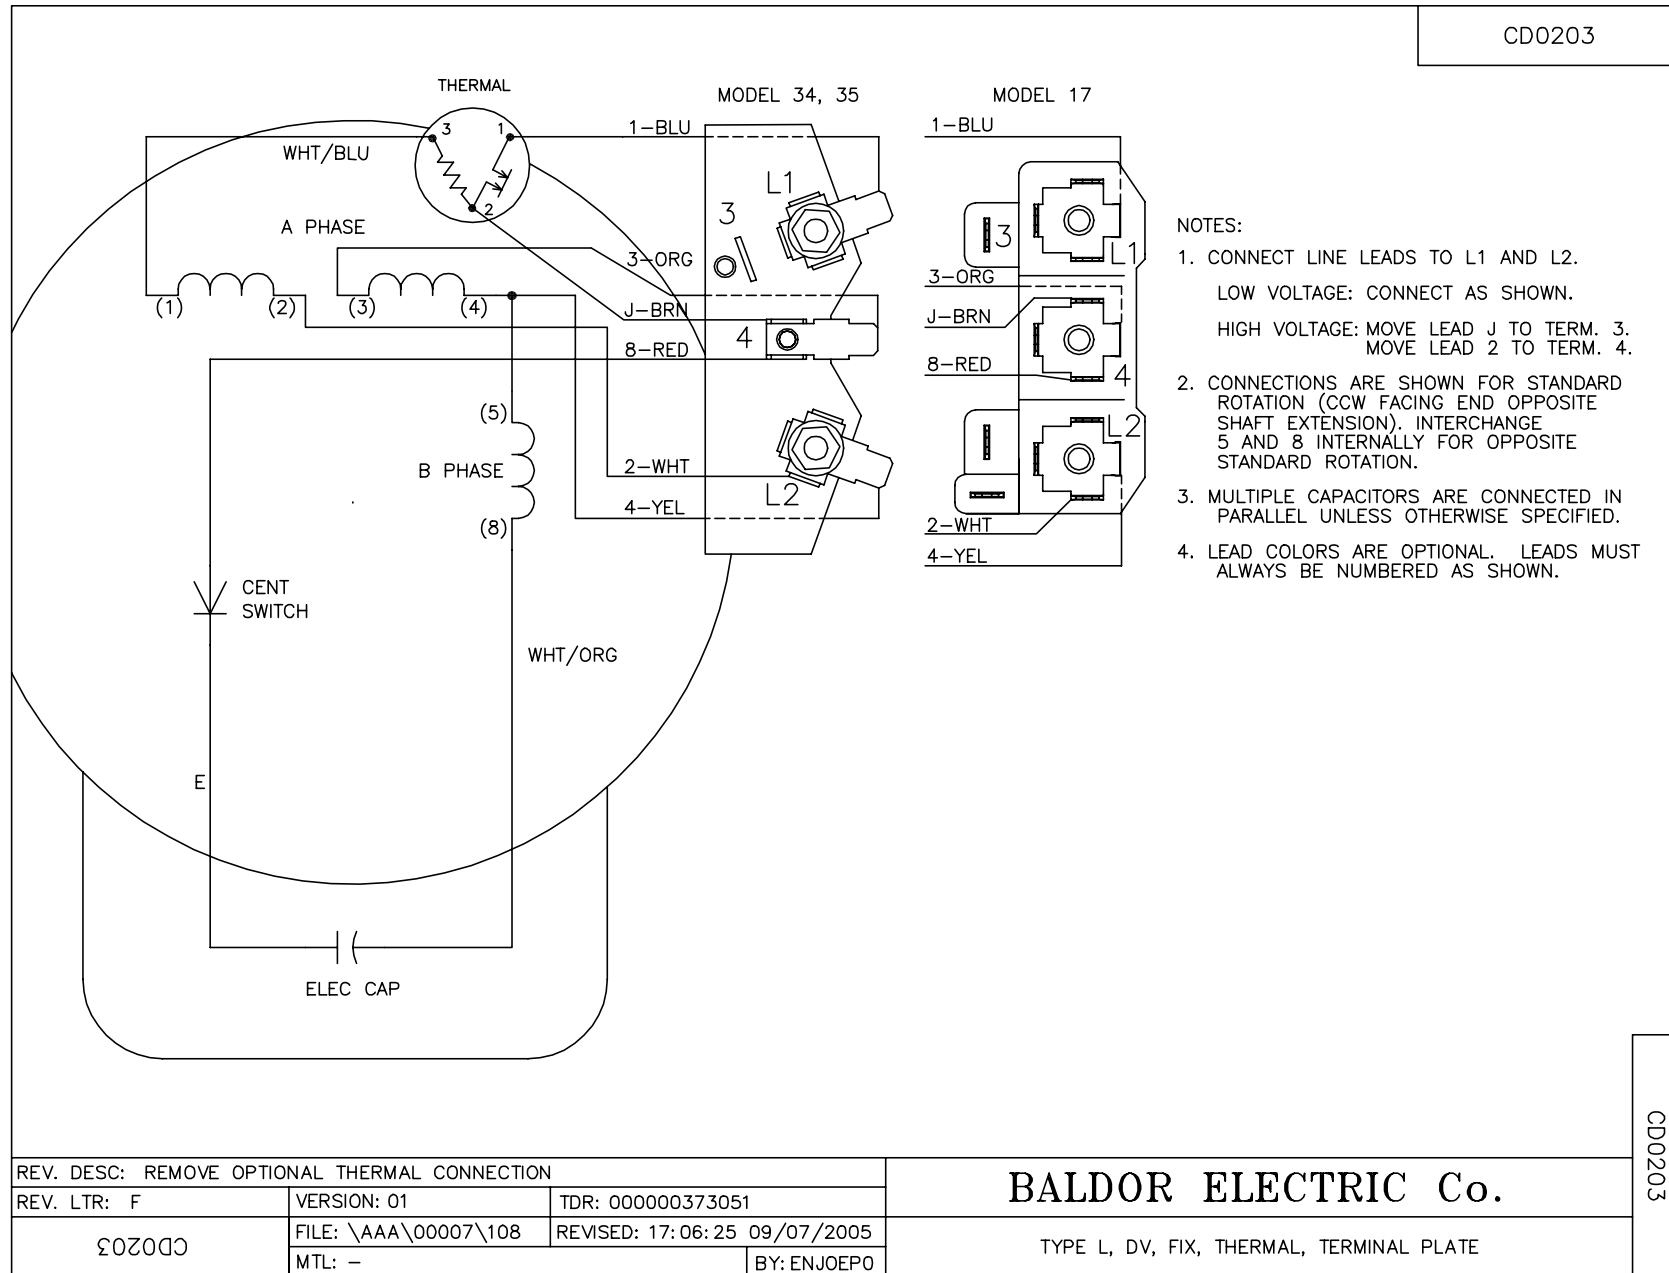 CD0203
THERMAL
MODEL 34, 35
MODEL 17
3
1
2
WHT/BLU
1-BLU
1-BLU
A PHASE
L1
3
3-ORG
(1)
(2)
(3)
(4)
J-BRN
4
8-RED
3
L1
3-ORG
J-BRN
8-RED
4
(5)
B PHASE
(8)
2-WHT
L2
4-YEL
L2
2-WHT
4-YEL
NOTES:
1. CONNECT LINE LEADS TO L1 AND L2.
LOW VOLTAGE: CONNECT AS SHOWN.
HIGH VOLTAGE: MOVE LEAD J TO TERM. 3.
MOVE LEAD 2 TO TERM. 4.
2. CONNECTIONS ARE SHOWN FOR STANDARD
ROTATION (CCW FACING END OPPOSITE
SHAFT EXTENSION). INTERCHANGE
5 AND 8 INTERNALLY FOR OPPOSITE
STANDARD ROTATION.
3. MULTIPLE CAPACITORS ARE CONNECTED IN
PARALLEL UNLESS OTHERWISE SPECIFIED.
4. LEAD COLORS ARE OPTIONAL. LEADS MUST
ALWAYS BE NUMBERED AS SHOWN.
CENT
SWITCH
WHT/ORG
E
ELEC CAP
CD0203
REV. DESC: REMOVE OPTIONAL THERMAL CONNECTION
REV. LTR: F
VERSION: 01
TDR: 000000373051
CD0203
FILE: \AAA\00007\108
REVISED: 17:06:25 09/07/2005
MTL: -
BY: ENJOEP0
BALDOR ELECTRIC Co.
TYPE L, DV, FIX, THERMAL, TERMINAL PLATE